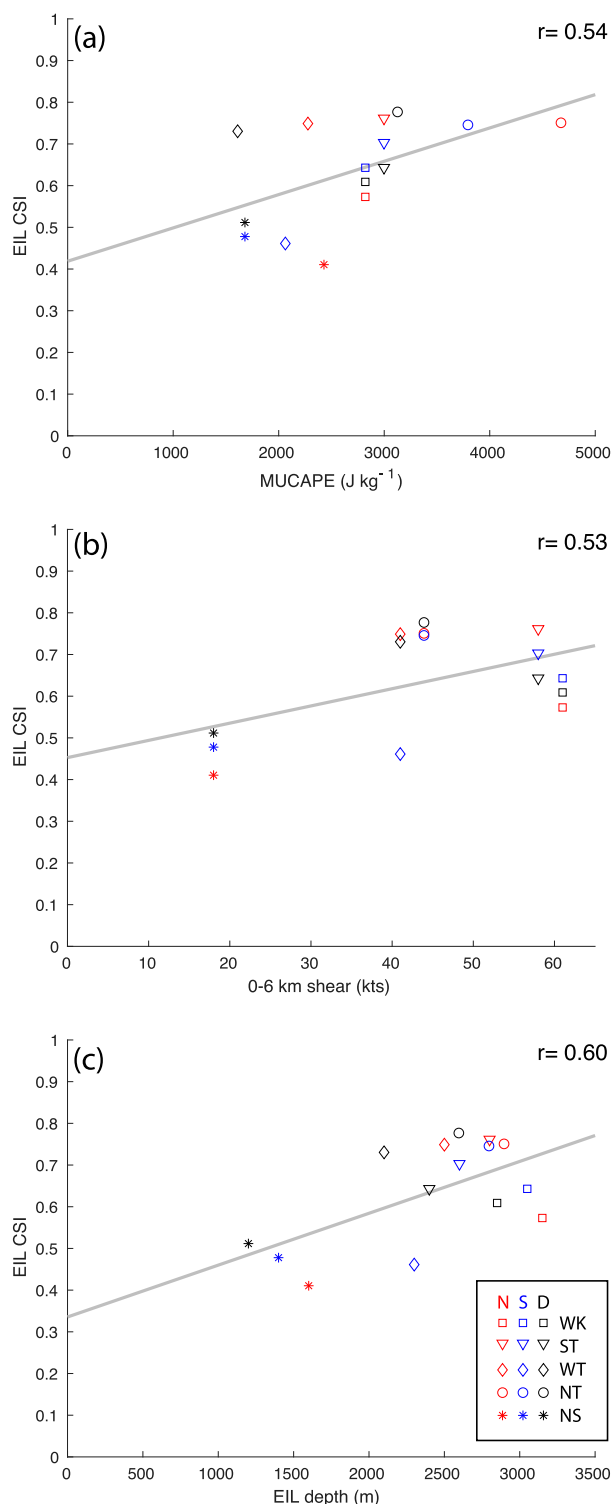 (a)
r= 0.54
1
0.9
0.8
0.7
0.6
0.5
0.4
0.3
0.2
0.1
0
EIL CSI
0 1000 2000 3000 4000 5000
MUCAPE (J kg⁻¹)
(b)
r= 0.53
1
0.9
0.8
0.7
0.6
0.5
0.4
0.3
0.2
0.1
0
EIL CSI
0 10 20 30 40 50 60
0-6 km shear (kts)
(c)
r= 0.60
1
0.9
0.8
0.7
0.6
0.5
0.4
0.3
0.2
0.1
0
EIL CSI
N S D
WK
ST
WT
NT
NS
0 500 1000 1500 2000 2500 3000 3500
EIL depth (m)